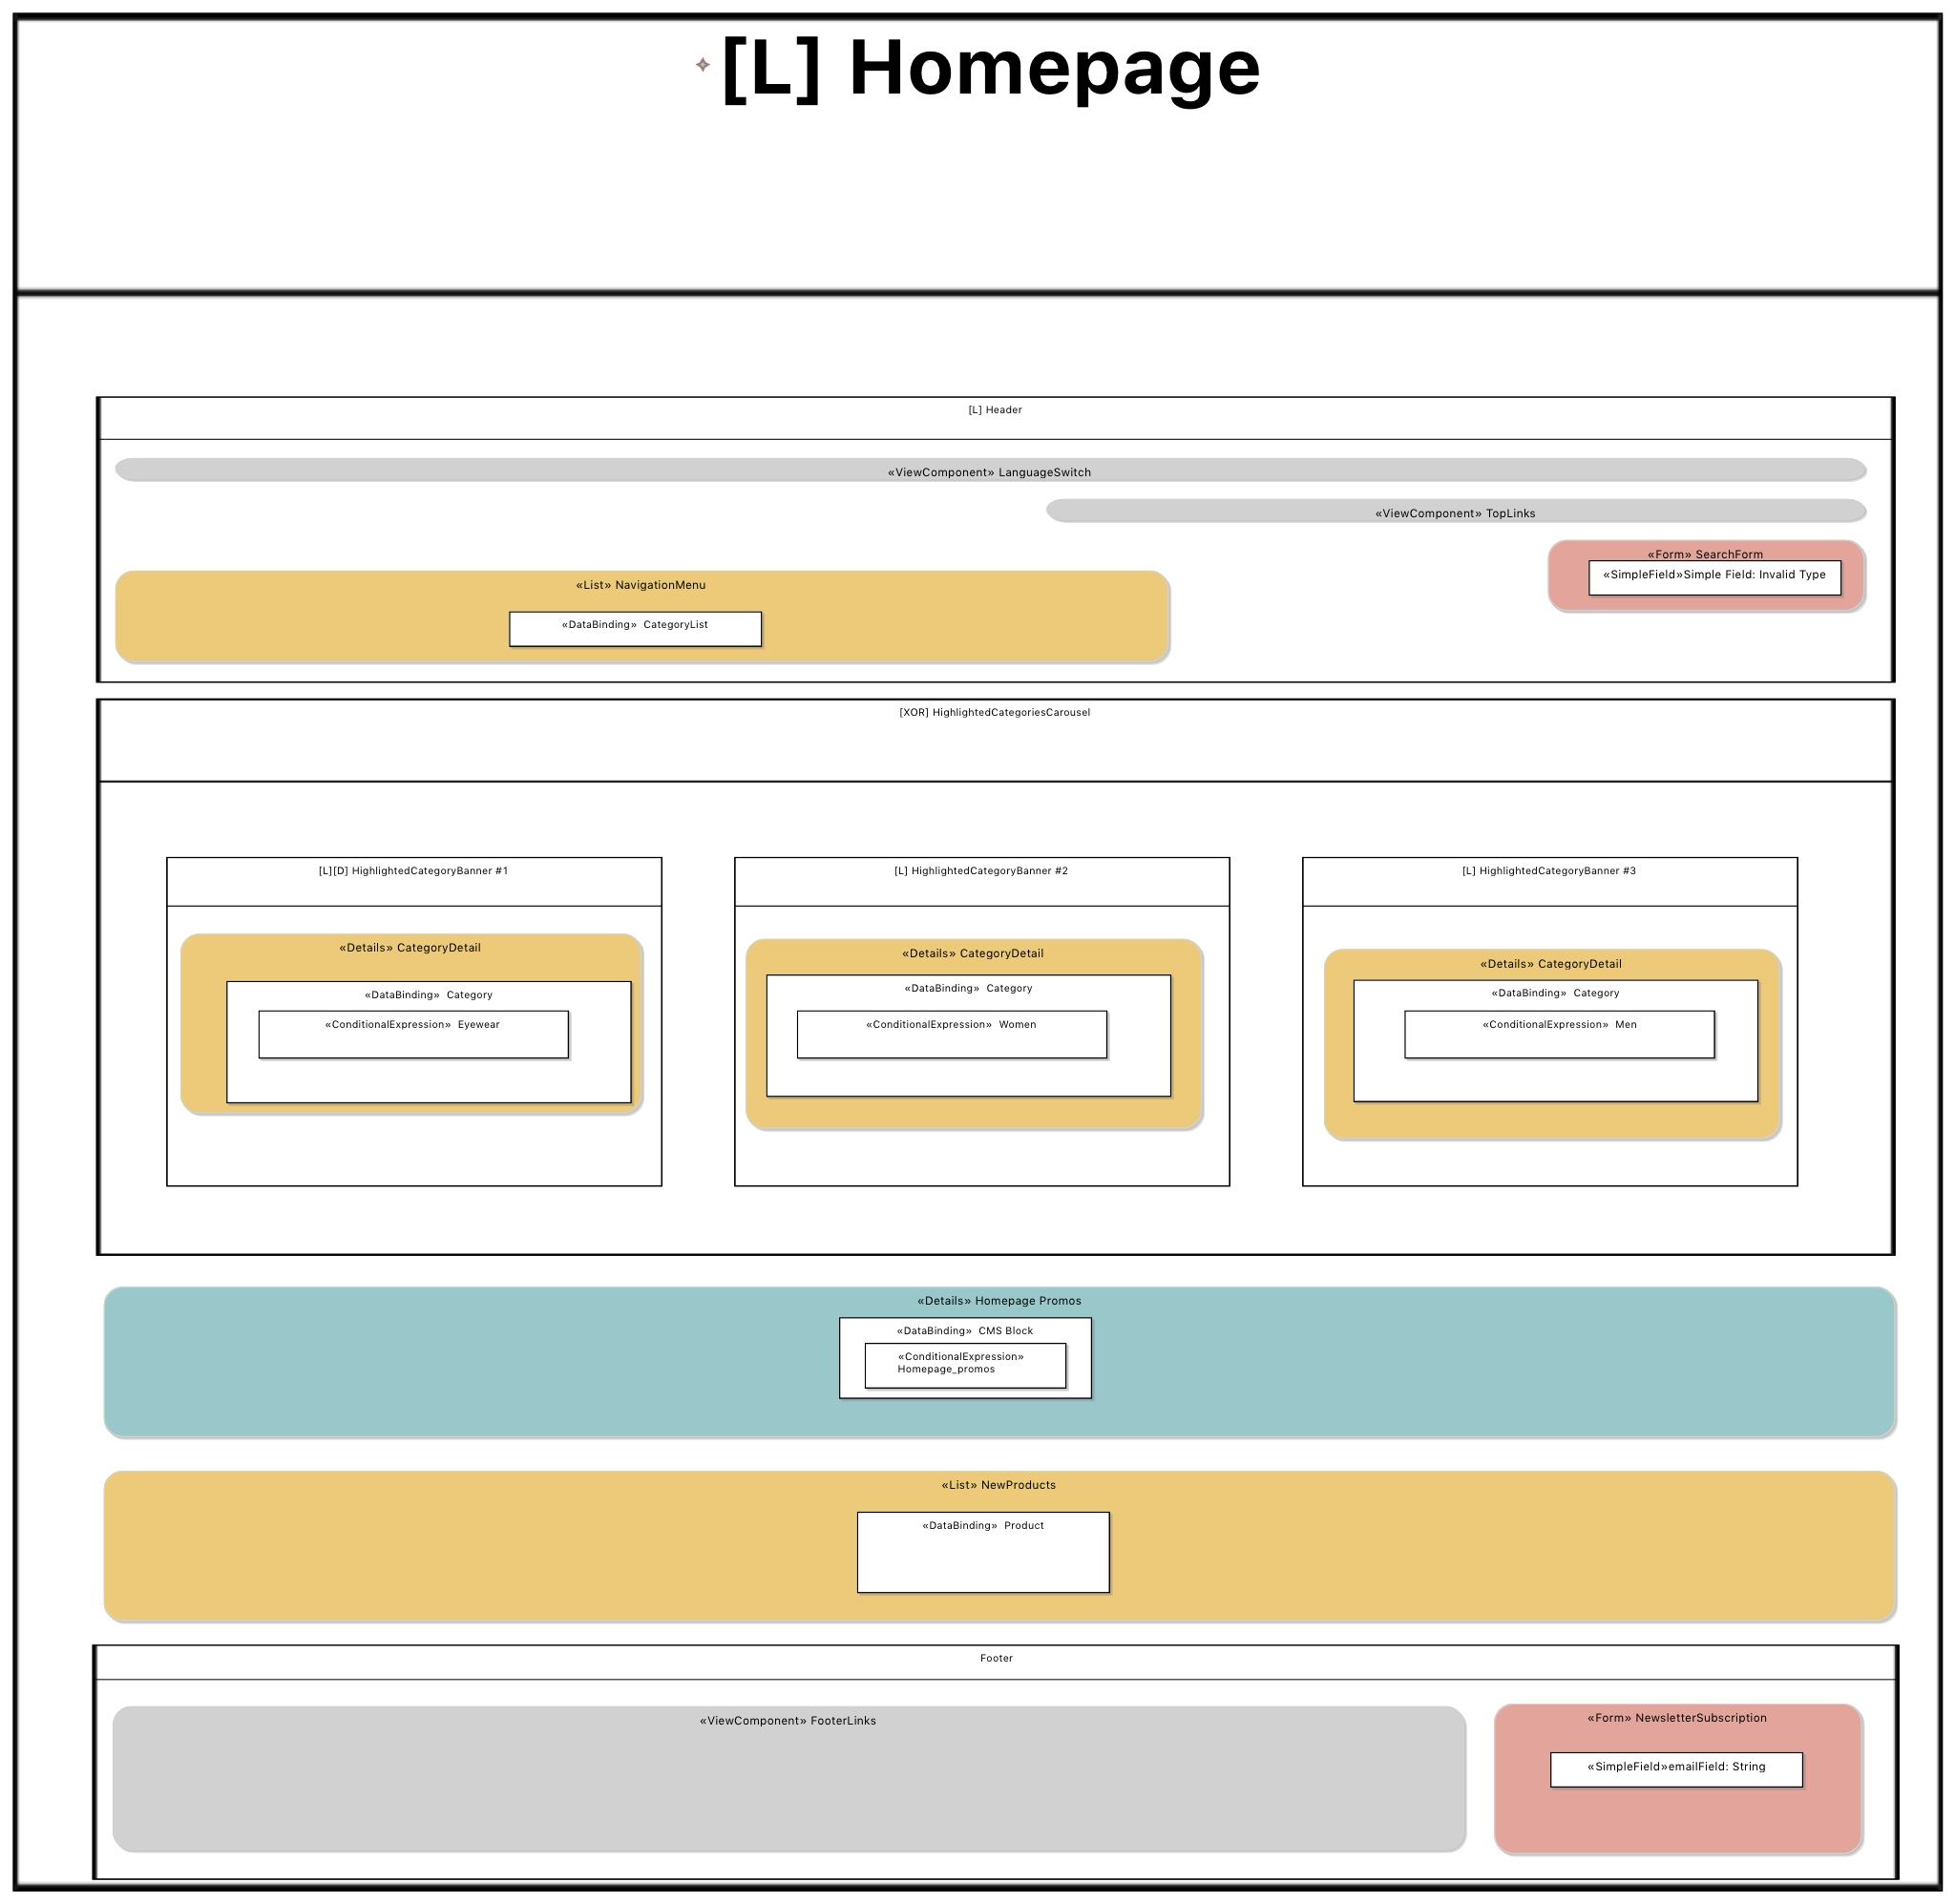 [L] Homepage
[L] Header
«ViewComponent» LanguageSwitch
«ViewComponent» TopLinks
«Form» SearchForm
«SimpleField»Simple Field: Invalid Type
«List» NavigationMenu
«DataBinding» CategoryList
[XOR] HighlightedCategoriesCarousel
[L][D] HighlightedCategoryBanner #1
«Details» CategoryDetail
«DataBinding» Category
«ConditionalExpression» Eyewear
[L] HighlightedCategoryBanner #2
«Details» CategoryDetail
«DataBinding» Category
«ConditionalExpression» Women
[L] HighlightedCategoryBanner #3
«Details» CategoryDetail
«DataBinding» Category
«ConditionalExpression» Men
«Details» Homepage Promos
«DataBinding» CMS Block
«ConditionalExpression»
Homepage_promos
«List» NewProducts
«DataBinding» Product
Footer
«ViewComponent» FooterLinks
«Form» NewsletterSubscription
«SimpleField»emailField: String